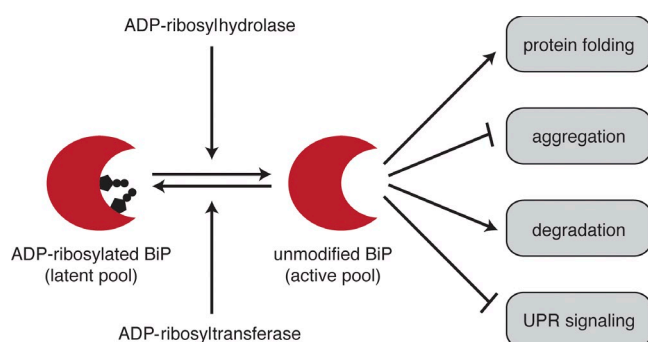 ADP-ribosylhydrolase
protein folding
aggregation
ADP-ribosylated BiP
(latent pool)
unmodified BiP
(active pool)
degradation
ADP-ribosyltransferase
UPR signaling